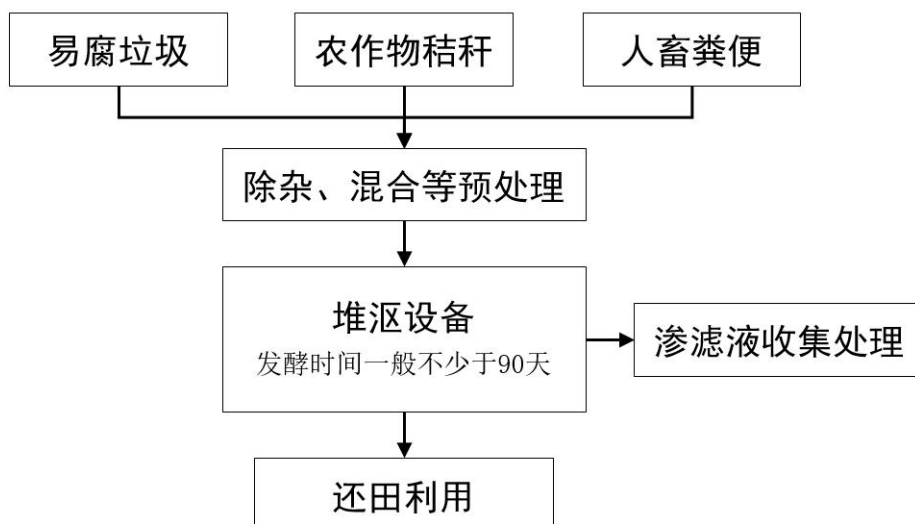 易腐垃圾
农作物秸秆
人畜粪便
除杂、混合等预处理
堆沤设备
发酵时间一般不少于90天
渗滤液收集处理
还田利用